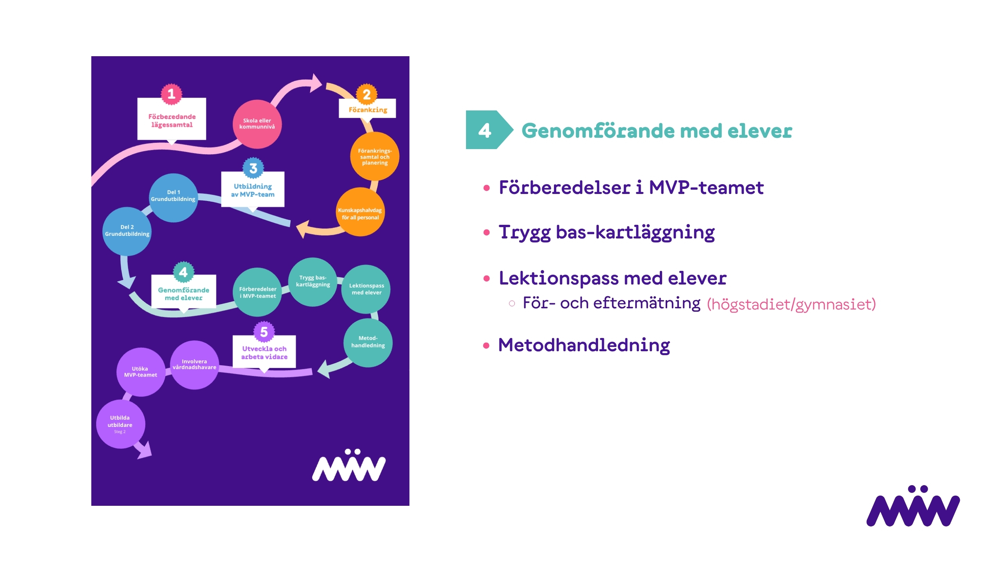 1
Förberedande
lägessamtal
Skola eller
kommunnivå
2
Förankring
Förankrings-
samtal och
planering
Kunskapshalvdag
för all personal
3
Utbildning
av MVP-team
Del 1
Grundutbildning
Del 2
Grundutbildning
4
Genomförande
med elever
Förberedelser
i MVP-teamet
Trygg bas-
kartläggning
Lektionspass
med elever
Metod-
handledning
5
Utveckla och
arbeta vidare
Involvera
vårdnadshavare
Utöka
MVP-teamet
Utbilda
utbildare
Steg 2
MÄN
4 Genomförande med elever
• Förberedelser i MVP-teamet
• Trygg bas-kartläggning
• Lektionspass med elever
○ För- och eftermätning (högstadiet/gymnasiet)
• Metodhandledning
MÄN